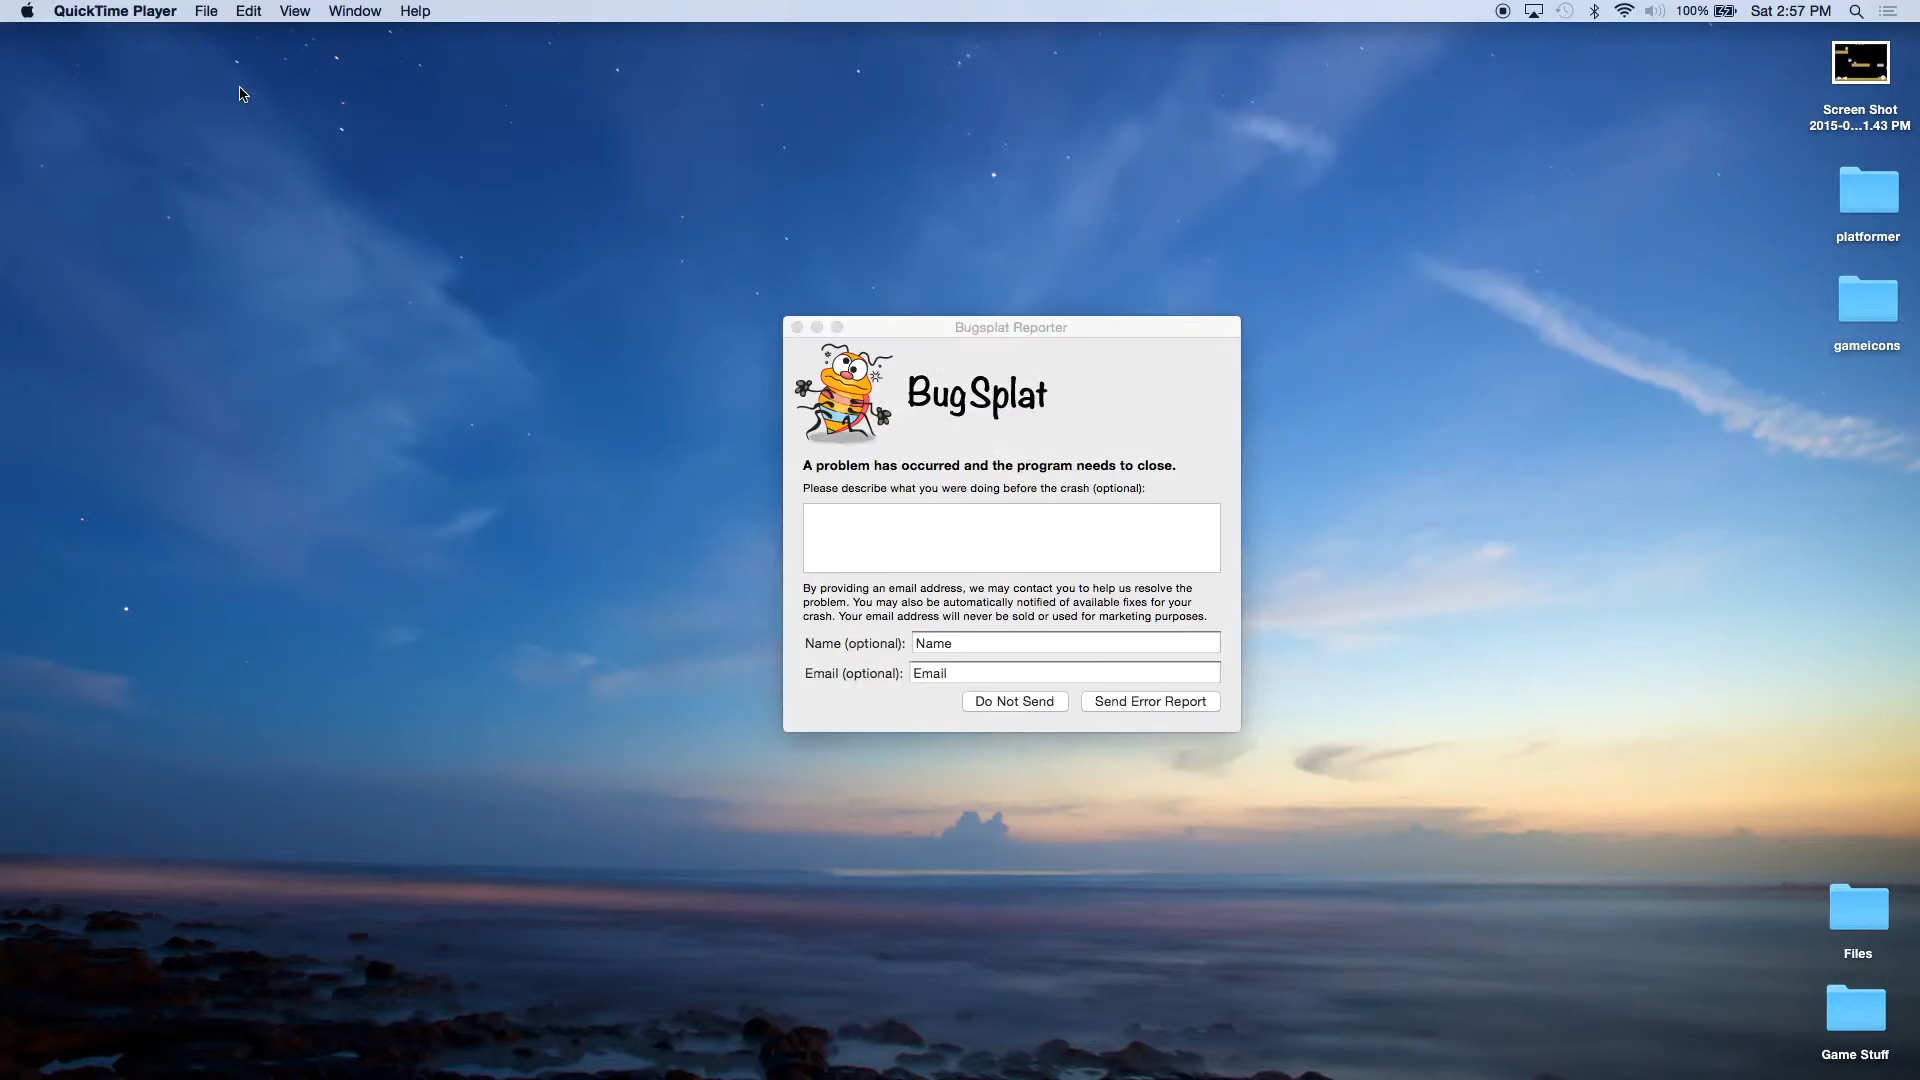 QuickTime Player File Edit View Window Help 100% Sat 2:57 PM
Screen Shot
2015-0...1.43 PM
platformer
gameicons
Bugsplat Reporter
BugSplat
A problem has occurred and the program needs to close.
Please describe what you were doing before the crash (optional):
By providing an email address, we may contact you to help us resolve the
problem. You may also be automatically notified of available fixes for your
crash. Your email address will never be sold or used for marketing purposes.
Name (optional): Name
Email (optional): Email
Do Not Send Send Error Report
Files
Game Stuff